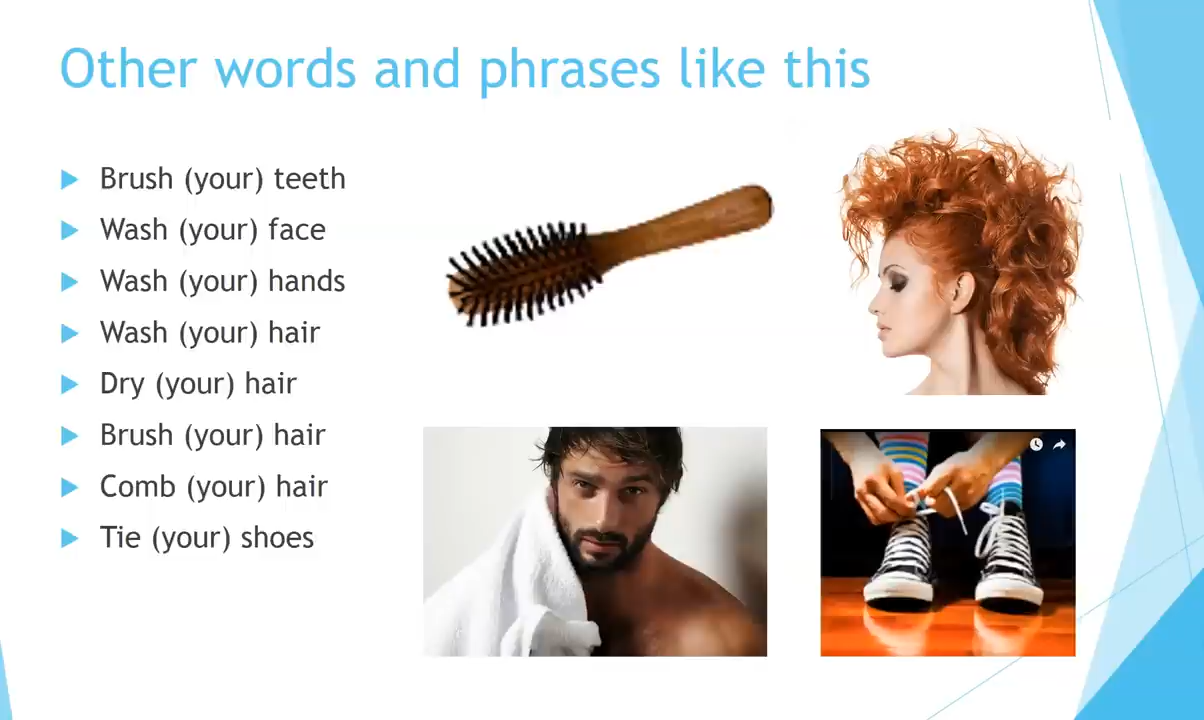 Other words and phrases like this
Brush (your) teeth
Wash (your) face
Wash (your) hands
Wash (your) hair
Dry (your) hair
Brush (your) hair
Comb (your) hair
Tie (your) shoes